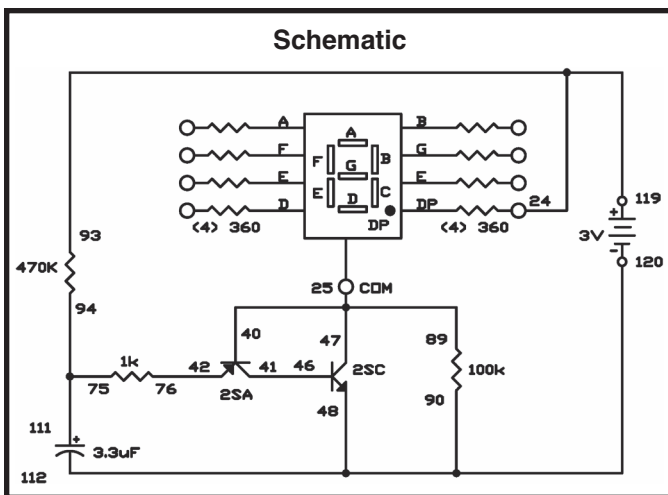 Schematic
A B
A
F G
F B
G
E E
E C
D
D DP 24
DP
(4) 360 (4) 360
119
+
3V
-
120
93
470K
94
25 COM
40 47 89
1k
75 76 42 41 46 2SC 100k
2SA
48 90
111
+
3.3uF
112